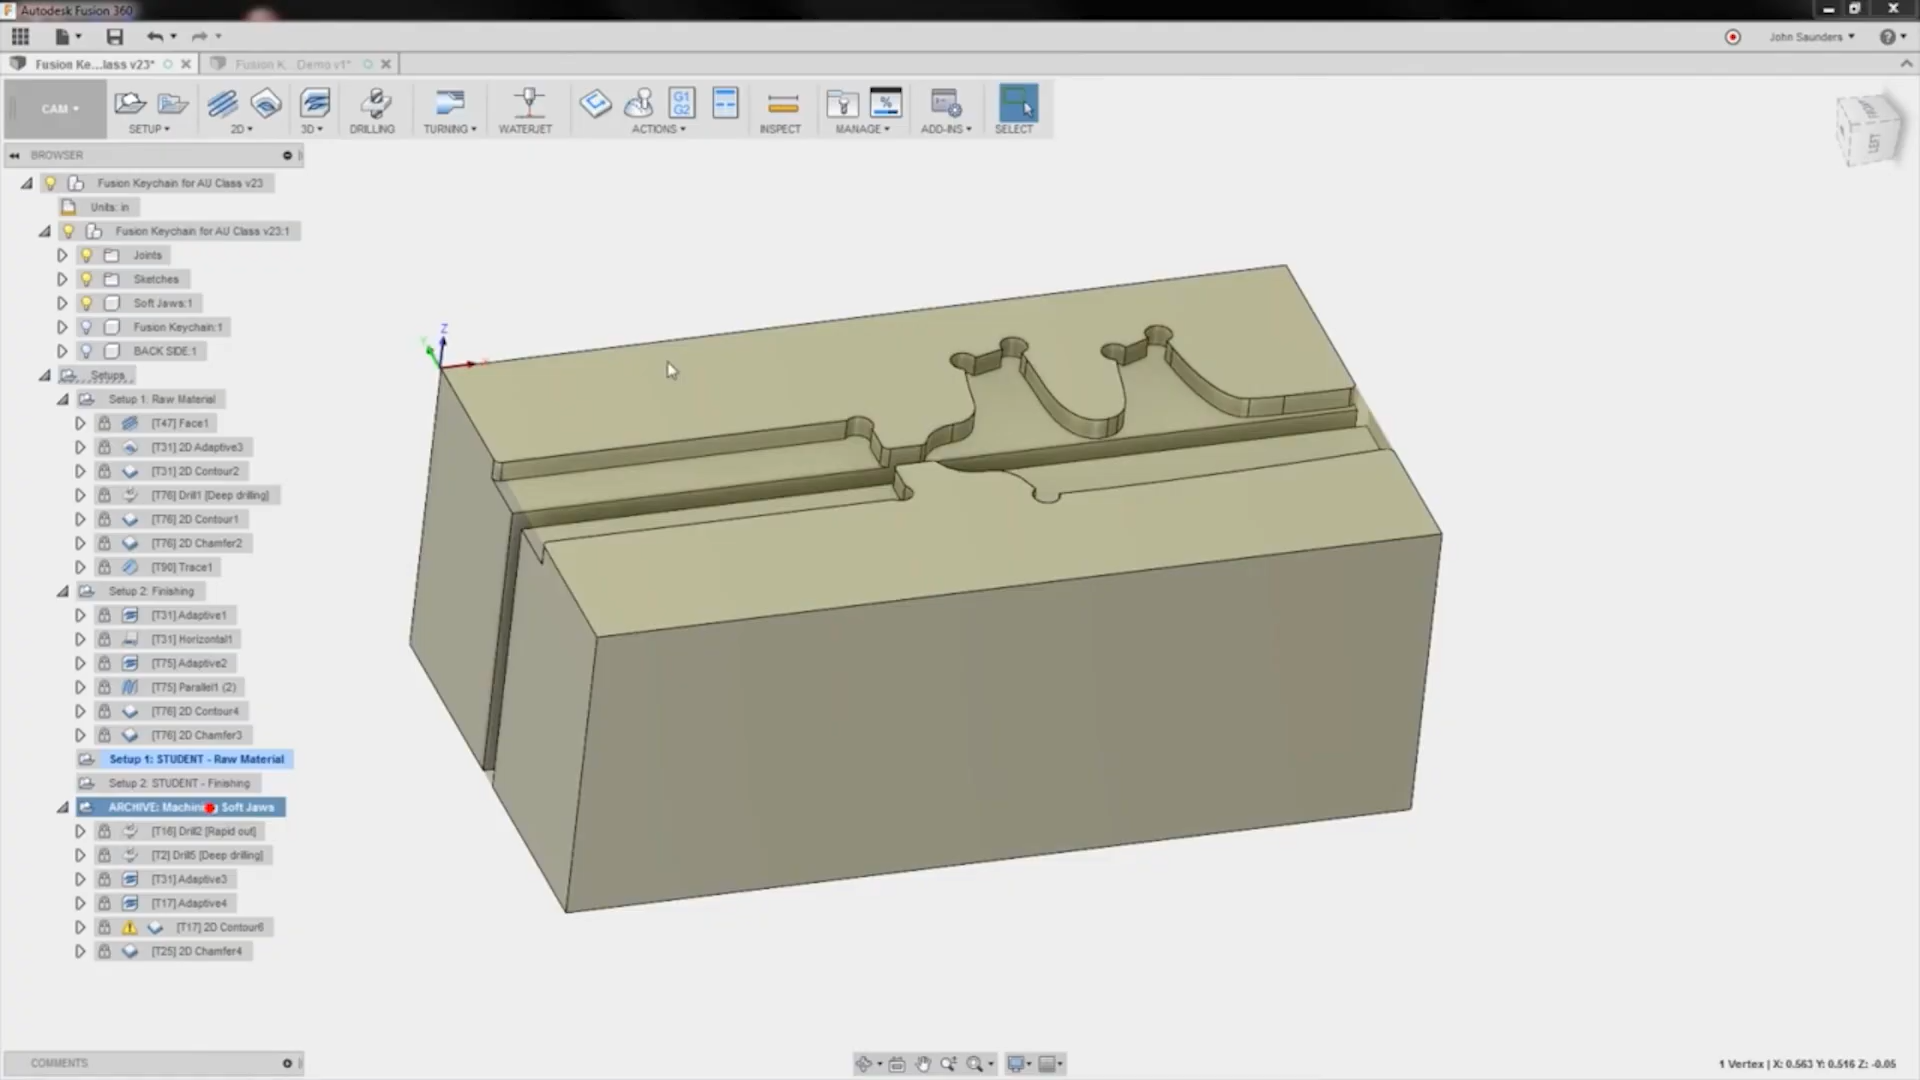 Autodesk Fusion 360
John Saunders
Fusion Ke...lass v23*
Fusion K Demo v1*
CAM
SETUP
2D
3D
DRILLING
TURNING
WATERJET
G1
G2
ACTIONS
INSPECT
%
MANAGE
ADD-INS
SELECT
LEFT
BROWSER
Fusion Keychain for AU Class v23
Units: in
Fusion Keychain for AU Class v23:1
Joints
Sketches
Soft Jaws:1
Fusion Keychain:1
BACK SIDE:1
Setups
Setup 1: Raw Material
[T47] Face1
[T31] 2D Adaptive3
[T31] 2D Contour2
[T76] Drill1 [Deep drilling]
[T76] 2D Contour1
[T76] 2D Chamfer2
[T90] Trace1
Setup 2: Finishing
[T31] Adaptive1
[T31] Horizontal1
[T75] Adaptive2
[T75] Parallel1 (2)
[T76] 2D Contour4
[T76] 2D Chamfer3
Setup 1: STUDENT - Raw Material
Setup 2: STUDENT - Finishing
ARCHIVE: Machining Soft Jaws
[T16] Drill2 [Rapid out]
[T2] Drill5 [Deep drilling]
[T31] Adaptive3
[T17] Adaptive4
[T17] 2D Contour6
[T25] 2D Chamfer4
Z
Y
X
COMMENTS
1 Vertex | X: 0.563 Y: 0.516 Z: -0.05